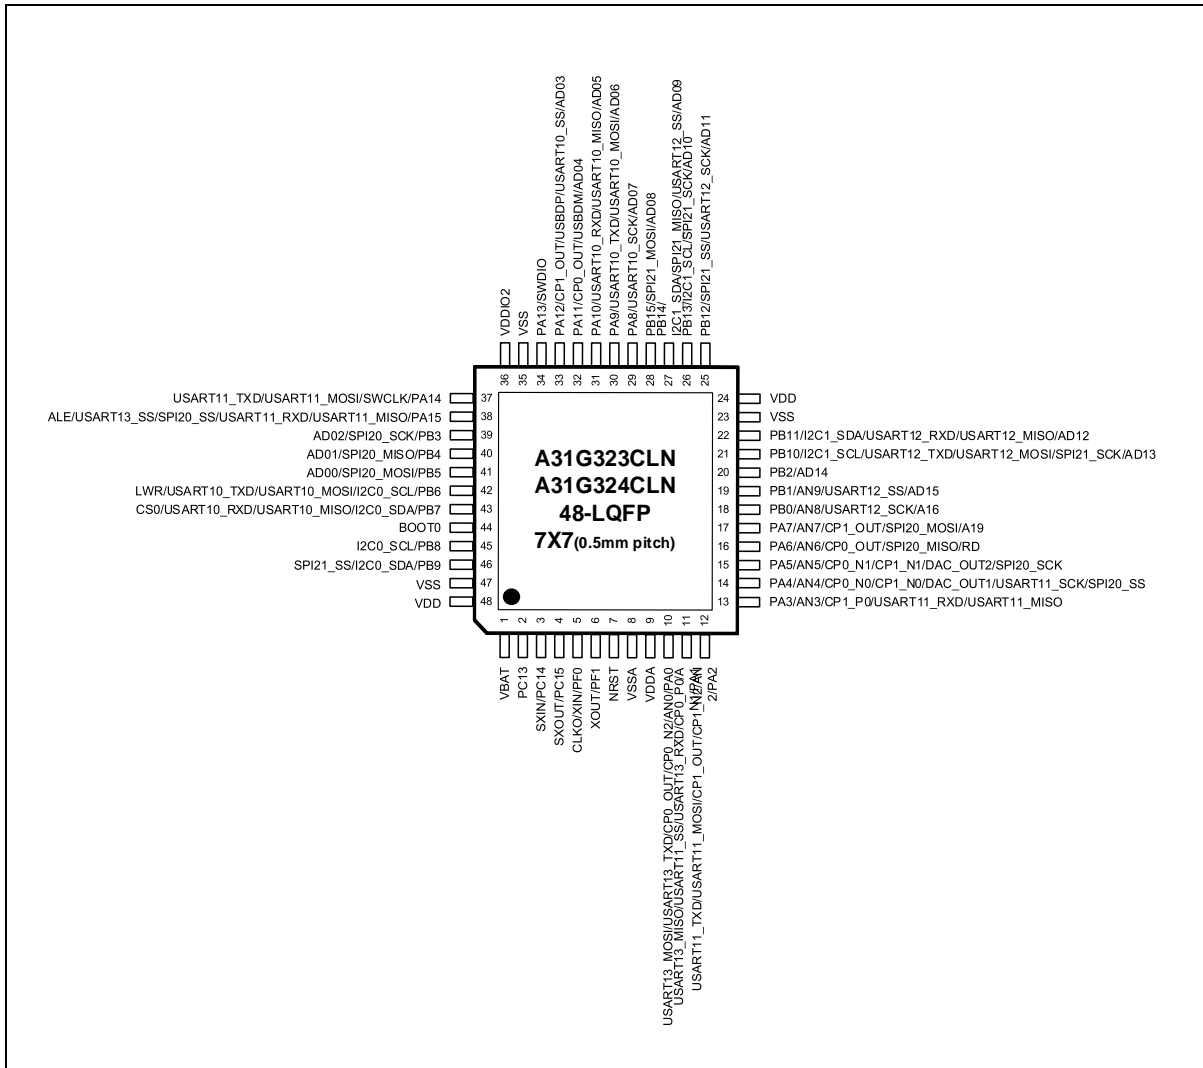 VDDIO2
VSS
PA13/SWDIO
PA12/CP1_OUT/USBDP/USART10_SS/AD03
PA11/CP0_OUT/USBDM/AD04
PA10/USART10_RXD/USART10_MISO/AD05
PA9/USART10_TXD/USART10_MOSI/AD06
PA8/USART10_SCK/AD07
PB15/SPI21_MOSI/AD08
PB14/
I2C1_SDA/SPI21_MISO/USART12_SS/AD09
PB13/I2C1_SCL/SPI21_SCK/AD10
PB12/SPI21_SS/USART12_SCK/AD11
36
35
34
33
32
31
30
29
28
27
26
25
USART11_TXD/USART11_MOSI/SWCLK/PA14
37
ALE/USART13_SS/SPI20_SS/USART11_RXD/USART11_MISO/PA15
38
AD02/SPI20_SCK/PB3
39
AD01/SPI20_MISO/PB4
40
AD00/SPI20_MOSI/PB5
41
LWR/USART10_TXD/USART10_MOSI/I2C0_SCL/PB6
42
CS0/USART10_RXD/USART10_MISO/I2C0_SDA/PB7
43
BOOT0
44
I2C0_SCL/PB8
45
SPI21_SS/I2C0_SDA/PB9
46
VSS
47
VDD
48
A31G323CLN
A31G324CLN
48-LQFP
7X7(0.5mm pitch)
24
VDD
23
VSS
22
PB11/I2C1_SDA/USART12_RXD/USART12_MISO/AD12
21
PB10/I2C1_SCL/USART12_TXD/USART12_MOSI/SPI21_SCK/AD13
20
PB2/AD14
19
PB1/AN9/USART12_SS/AD15
18
PB0/AN8/USART12_SCK/A16
17
PA7/AN7/CP1_OUT/SPI20_MOSI/A19
16
PA6/AN6/CP0_OUT/SPI20_MISO/RD
15
PA5/AN5/CP0_N1/CP1_N1/DAC_OUT2/SPI20_SCK
14
PA4/AN4/CP0_N0/CP1_N0/DAC_OUT1/USART11_SCK/SPI20_SS
13
PA3/AN3/CP1_P0/USART11_RXD/USART11_MISO
1
2
3
4
5
6
7
8
9
10
11
12
VBAT
PC13
SXIN/PC14
SXOUT/PC15
CLKO/XIN/PF0
XOUT/PF1
NRST
VSSA
VDDA
USART13_MOSI/USART13_TXD/CP0_OUT/CP0_N2/AN0/PA0
USART13_MISO/USART11_SS/USART13_RXD/CP0_P0/A
N1/PA1
USART11_TXD/USART11_MOSI/CP1_OUT/CP1_N2/AN
2/PA2